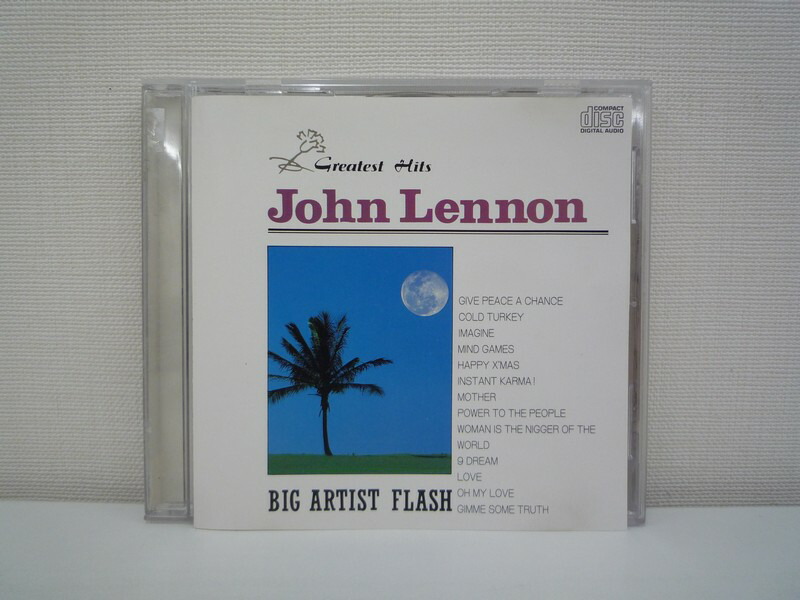 COMPACT
disc
DIGITAL AUDIO
Greatest Hits
John Lennon
GIVE PEACE A CHANCE
COLD TURKEY
IMAGINE
MIND GAMES
HAPPY X'MAS
INSTANT KARMA!
MOTHER
POWER TO THE PEOPLE
WOMAN IS THE NIGGER OF THE
WORLD
9 DREAM
LOVE
OH MY LOVE
GIMME SOME TRUTH
BIG ARTIST FLASH